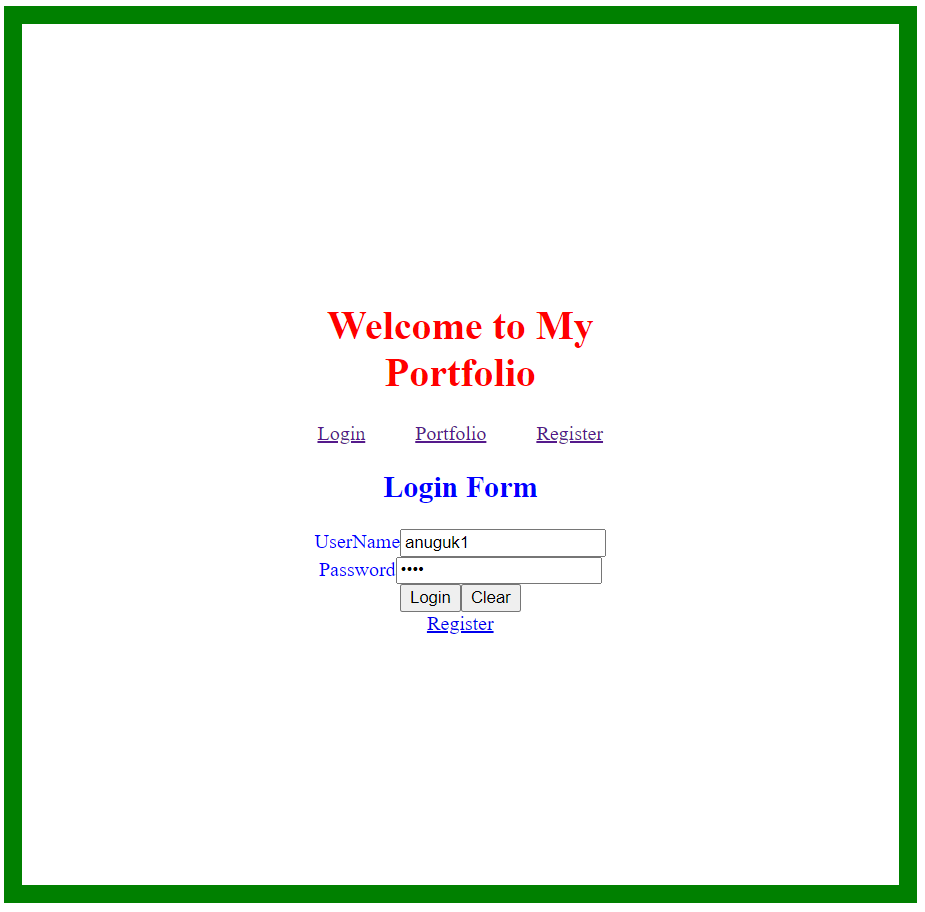 Welcome to My
Portfolio
Login Portfolio Register
Login Form
UserName anuguk1
Password ••••
Login Clear
Register